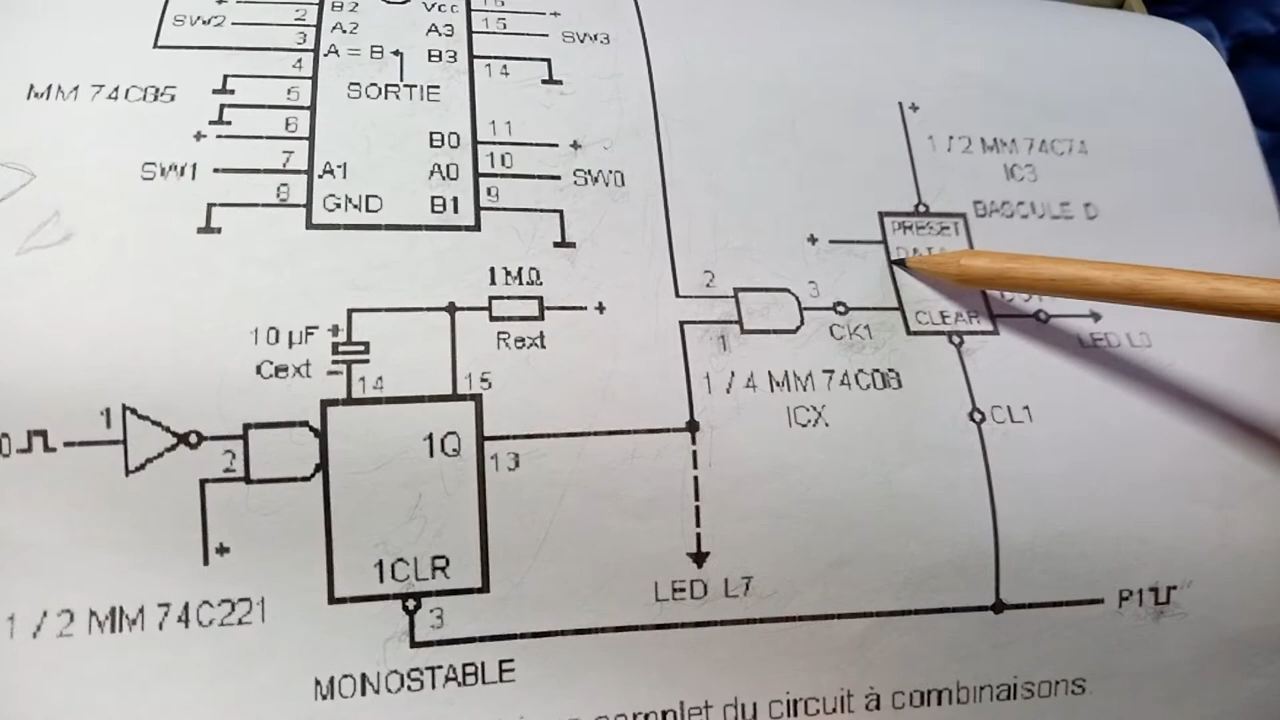 B2
2
SW2
A2
3
A = B
4
MM 74C85
5
SORTIE
6
+
7
SW1
A1
8
GND
Vcc
16
+
A3
15
SW3
B3
14
B0
11
+
A0
10
SW0
B1
9
+
1 / 2 MM 74C74
IC3
BASCULE D
PRESET
+
CLEAR
LED L0
2
3
CK1
1
1 / 4 MM 74C08
ICX
CL1
1MΩ
+
Rext
10 µF
+
Cext
-
14
15
1
2
+
1Q
13
1CLR
3
1 / 2 MM 74C221
MONOSTABLE
LED L7
P1
complet du circuit à combinaisons.